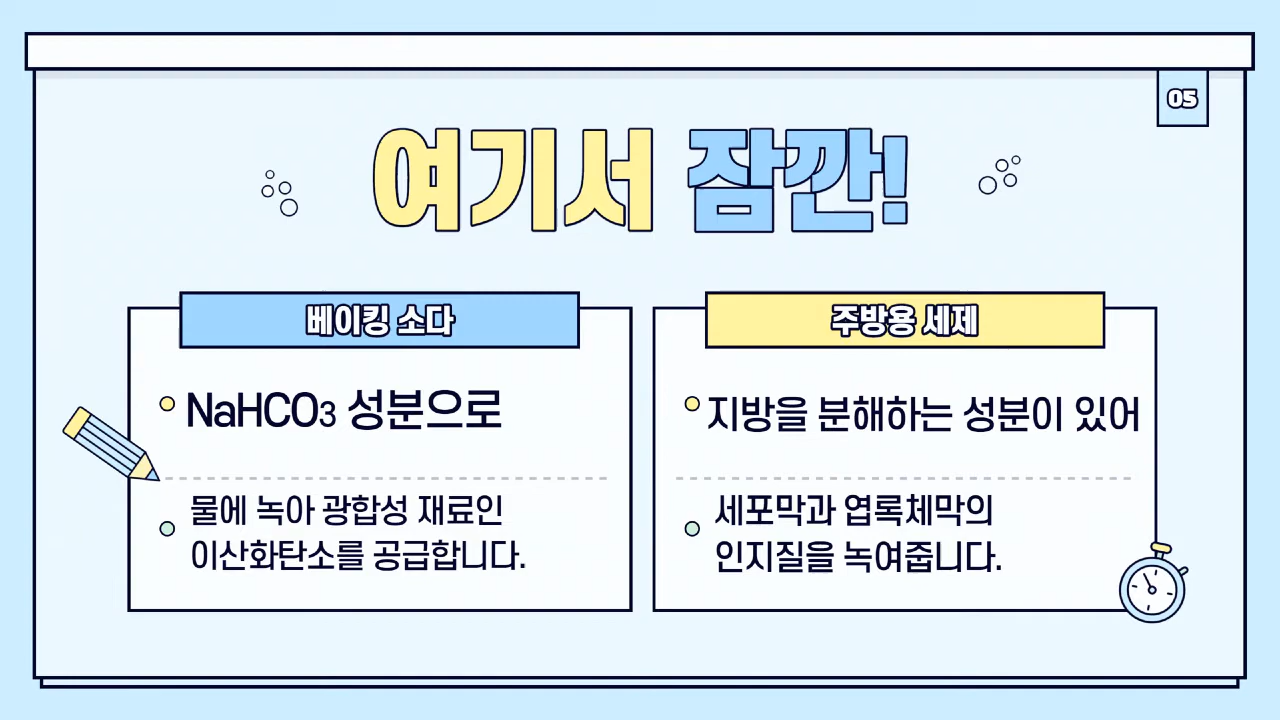 05
여기서 잠깐!
베이킹 소다
NaHCO3 성분으로
물에 녹아 광합성 재료인
이산화탄소를 공급합니다.
주방용 세제
지방을 분해하는 성분이 있어
세포막과 엽록체막의
인지질을 녹여줍니다.